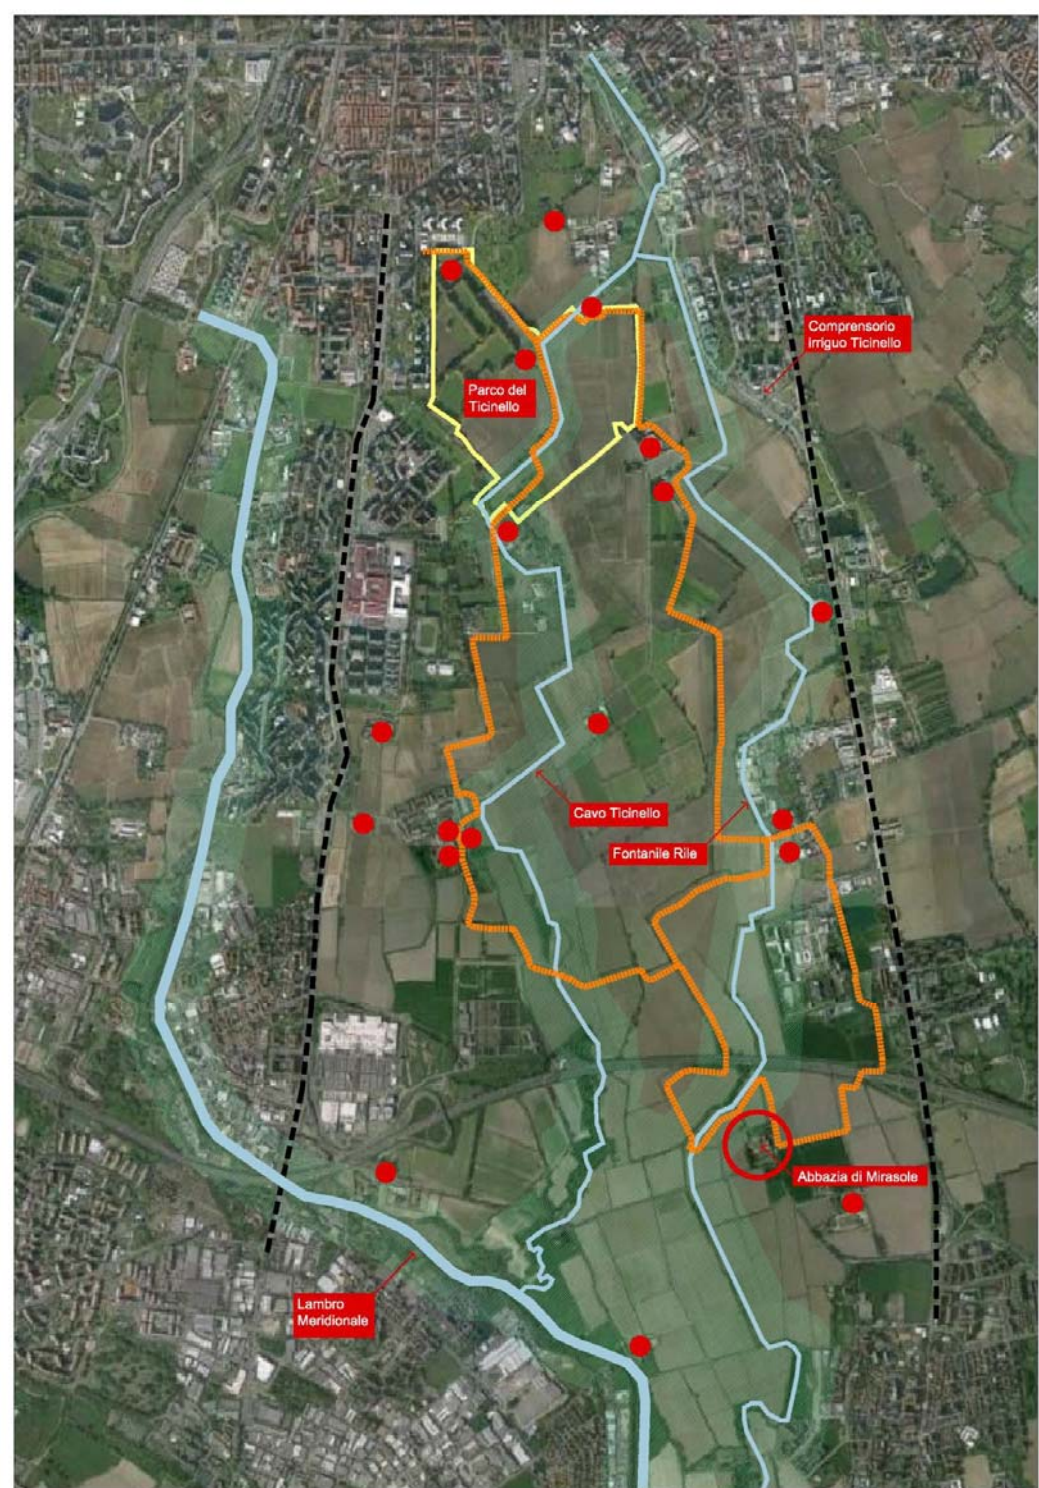 Comprensorio
irriguo Ticinello
Parco del
Ticinello
Cavo Ticinello
Fontanile Rile
Abbazia di Mirasole
Lambro
Meridionale